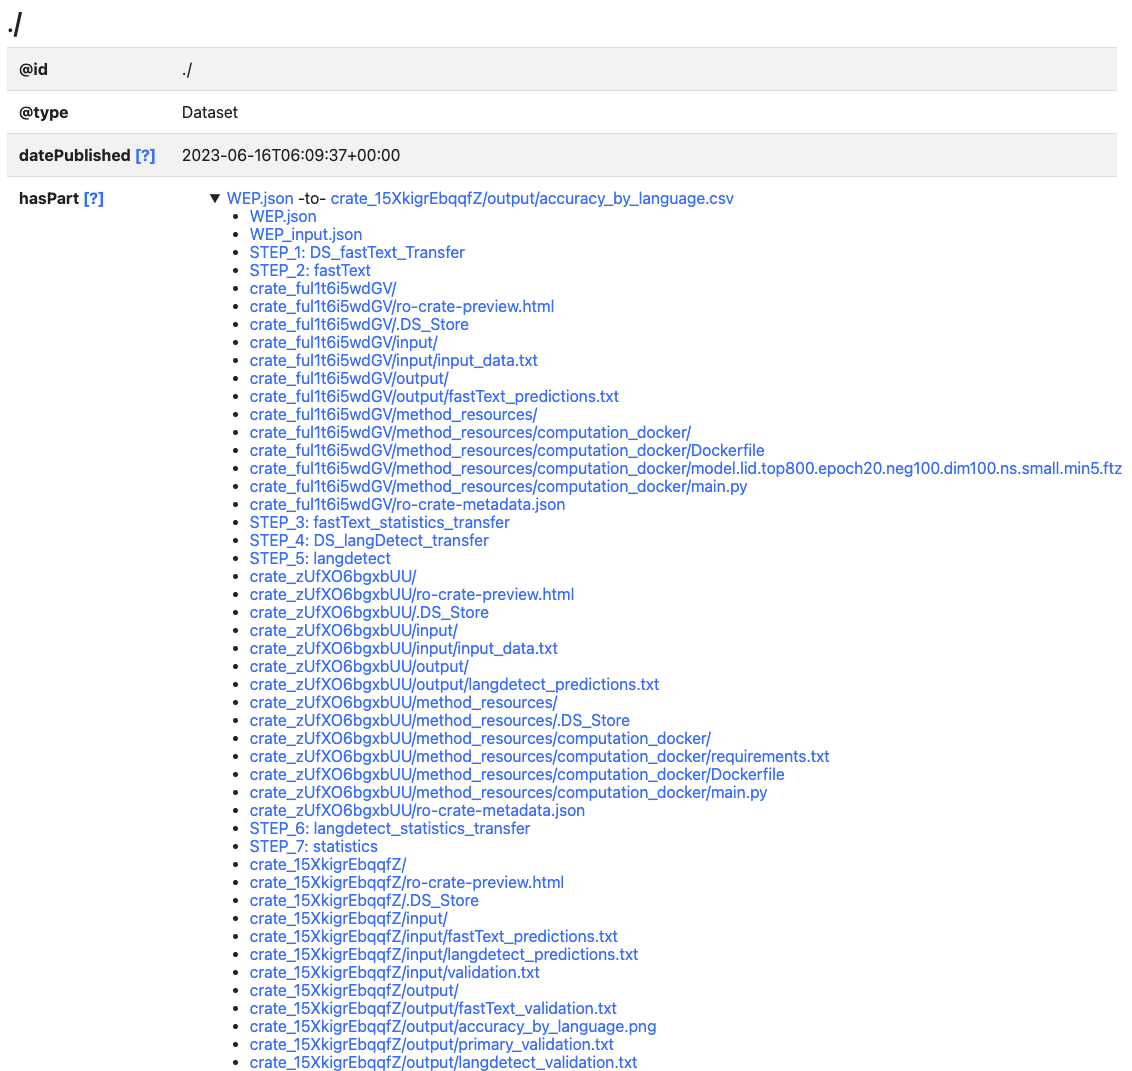 ./
@id ./
@type Dataset
datePublished [?] 2023-06-16T06:09:37+00:00
hasPart [?] ▼ WEP.json -to- crate_15XkigrEbqqfZ/output/accuracy_by_language.csv
• WEP.json
• WEP_input.json
• STEP_1: DS_fastText_Transfer
• STEP_2: fastText
• crate_ful1t6i5wdGV/
• crate_ful1t6i5wdGV/ro-crate-preview.html
• crate_ful1t6i5wdGV/.DS_Store
• crate_ful1t6i5wdGV/input/
• crate_ful1t6i5wdGV/input/input_data.txt
• crate_ful1t6i5wdGV/output/
• crate_ful1t6i5wdGV/output/fastText_predictions.txt
• crate_ful1t6i5wdGV/method_resources/
• crate_ful1t6i5wdGV/method_resources/computation_docker/
• crate_ful1t6i5wdGV/method_resources/computation_docker/Dockerfile
• crate_ful1t6i5wdGV/method_resources/computation_docker/model.lid.top800.epoch20.neg100.dim100.ns.small.min5.ftz
• crate_ful1t6i5wdGV/method_resources/computation_docker/main.py
• crate_ful1t6i5wdGV/ro-crate-metadata.json
• STEP_3: fastText_statistics_transfer
• STEP_4: DS_langDetect_transfer
• STEP_5: langdetect
• crate_zUfXO6bgxbUU/
• crate_zUfXO6bgxbUU/ro-crate-preview.html
• crate_zUfXO6bgxbUU/.DS_Store
• crate_zUfXO6bgxbUU/input/
• crate_zUfXO6bgxbUU/input/input_data.txt
• crate_zUfXO6bgxbUU/output/
• crate_zUfXO6bgxbUU/output/langdetect_predictions.txt
• crate_zUfXO6bgxbUU/method_resources/
• crate_zUfXO6bgxbUU/method_resources/.DS_Store
• crate_zUfXO6bgxbUU/method_resources/computation_docker/
• crate_zUfXO6bgxbUU/method_resources/computation_docker/requirements.txt
• crate_zUfXO6bgxbUU/method_resources/computation_docker/Dockerfile
• crate_zUfXO6bgxbUU/method_resources/computation_docker/main.py
• crate_zUfXO6bgxbUU/ro-crate-metadata.json
• STEP_6: langdetect_statistics_transfer
• STEP_7: statistics
• crate_15XkigrEbqqfZ/
• crate_15XkigrEbqqfZ/ro-crate-preview.html
• crate_15XkigrEbqqfZ/.DS_Store
• crate_15XkigrEbqqfZ/input/
• crate_15XkigrEbqqfZ/input/fastText_predictions.txt
• crate_15XkigrEbqqfZ/input/langdetect_predictions.txt
• crate_15XkigrEbqqfZ/input/validation.txt
• crate_15XkigrEbqqfZ/output/
• crate_15XkigrEbqqfZ/output/fastText_validation.txt
• crate_15XkigrEbqqfZ/output/accuracy_by_language.png
• crate_15XkigrEbqqfZ/output/primary_validation.txt
• crate_15XkigrEbqqfZ/output/langdetect_validation.txt